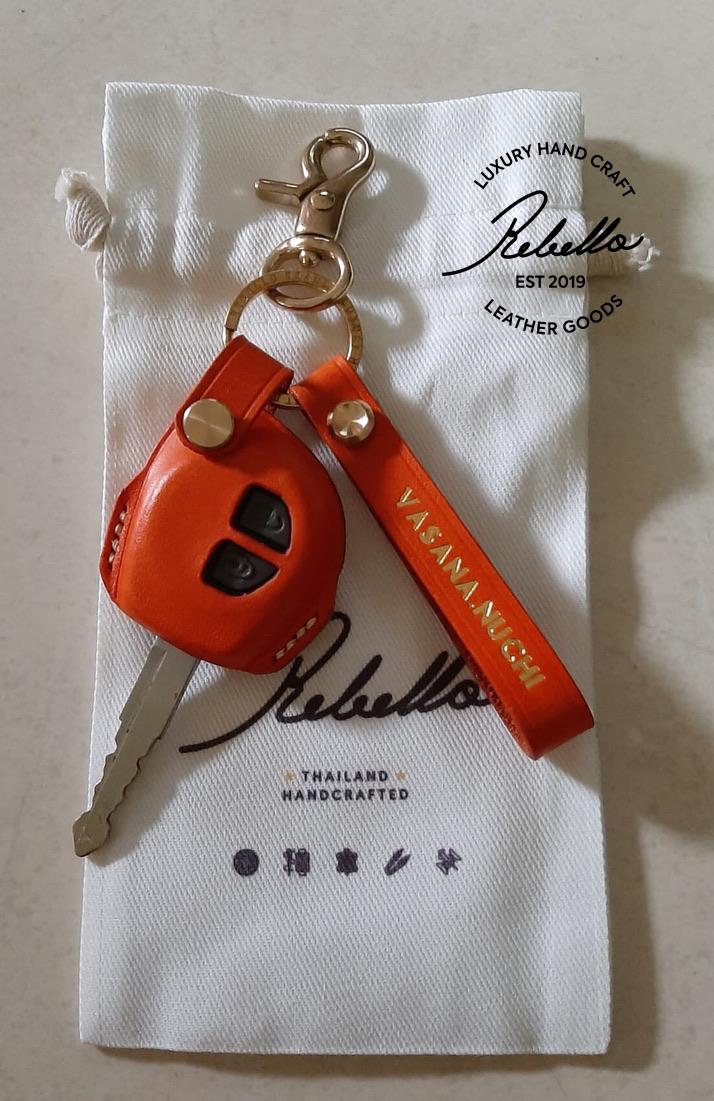 LUXURY HAND CRAFT
Rebello
EST 2019
LEATHER GOODS
VASANA.NUCHI
Rebello
THAILAND
HANDCRAFTED